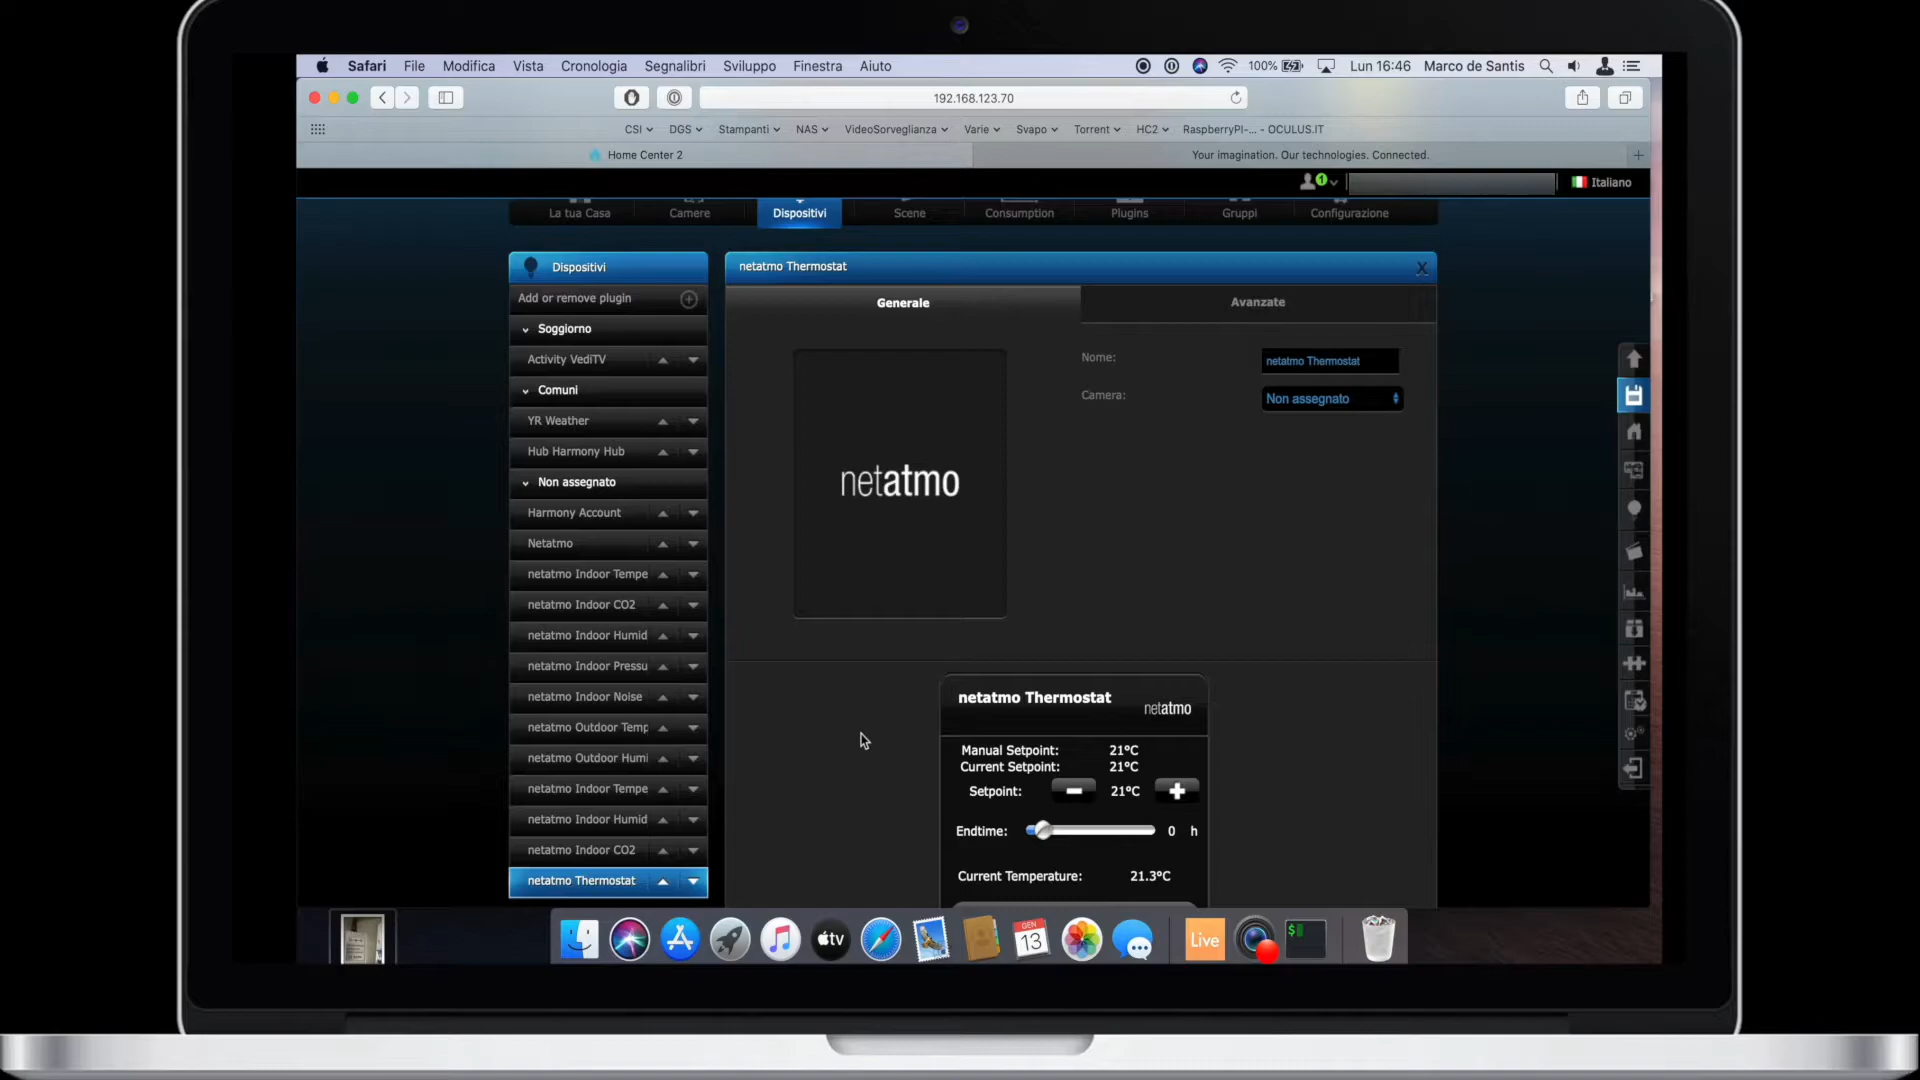 Safari File Modifica Vista Cronologia Segnalibri Sviluppo Finestra Aiuto 100% Lun 16:46 Marco de Santis
192.168.123.70
CSI DGS Stampanti NAS VideoSorveglianza Varie Svapo Torrent HC2 RaspberryPI-... - OCULUS.IT
Home Center 2 Your imagination. Our technologies. Connected.
1 Italiano
La tua Casa Camere Dispositivi Scene Consumption Plugins Gruppi Configurazione
Dispositivi
Add or remove plugin
Soggiorno
Activity VediTV
Comuni
YR Weather
Hub Harmony Hub
Non assegnato
Harmony Account
Netatmo
netatmo Indoor Tempe
netatmo Indoor CO2
netatmo Indoor Humid
netatmo Indoor Pressu
netatmo Indoor Noise
netatmo Outdoor Temp
netatmo Outdoor Humi
netatmo Indoor Tempe
netatmo Indoor Humid
netatmo Indoor CO2
netatmo Thermostat
netatmo Thermostat X
Generale Avanzate
Nome: netatmo Thermostat
Camera: Non assegnato
netatmo
netatmo Thermostat
netatmo
Manual Setpoint: 21°C
Current Setpoint: 21°C
Setpoint: 21°C
Endtime: 0 h
Current Temperature: 21.3°C
tv
GEN
13
Live
$